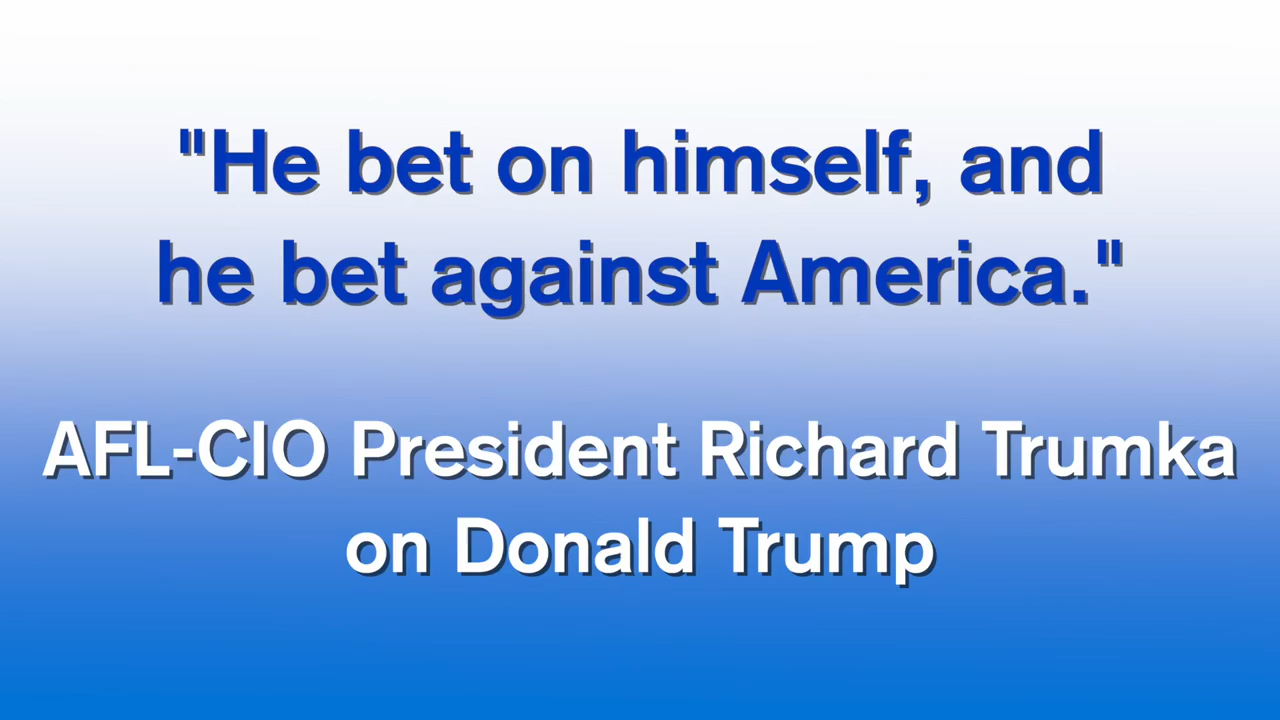 "He bet on himself, and
he bet against America."
AFL-CIO President Richard Trumka
on Donald Trump